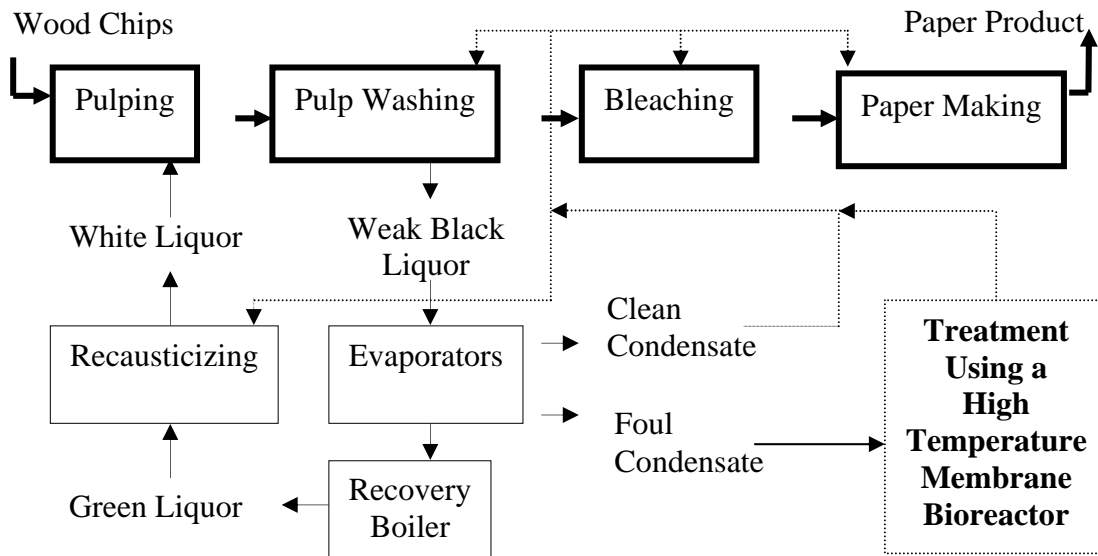 Wood Chips
Paper Product
Pulping
Pulp Washing
Bleaching
Paper Making
White Liquor
Weak Black
Liquor
Recausticizing
Evaporators
Clean
Condensate
Foul
Condensate
Treatment
Using a
High
Temperature
Membrane
Bioreactor
Green Liquor
Recovery
Boiler